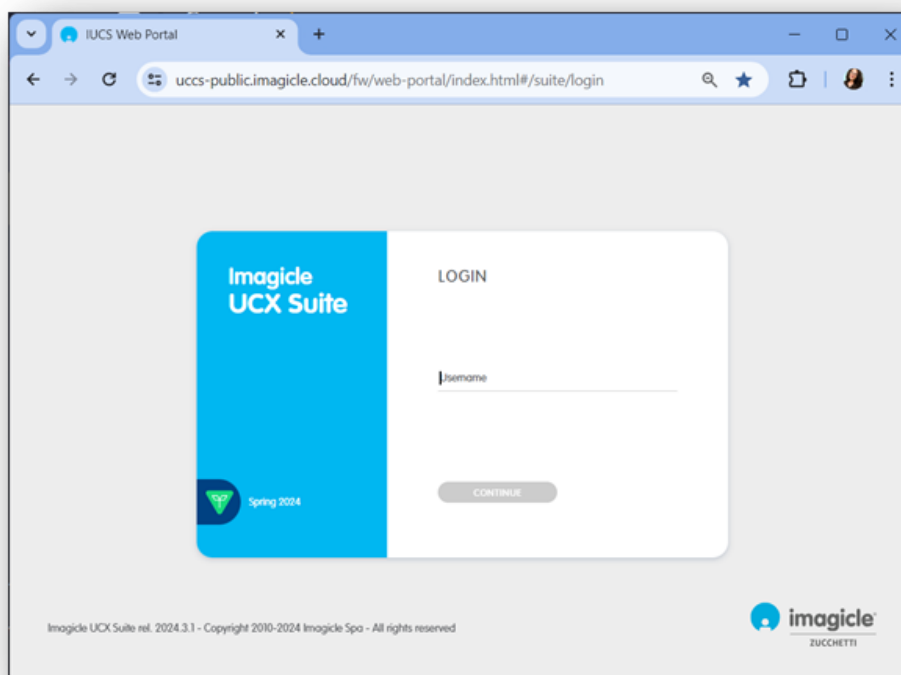 IUCS Web Portal
uccs-public.imagicle.cloud/fw/web-portal/index.html#/suite/login
Imagicle
UCX Suite
LOGIN
Username
CONTINUE
Spring 2024
Imagicle UCX Suite rel. 2024.3.1 - Copyright 2010-2024 Imagicle Spa - All rights reserved
imagicle
ZUCCHETTI